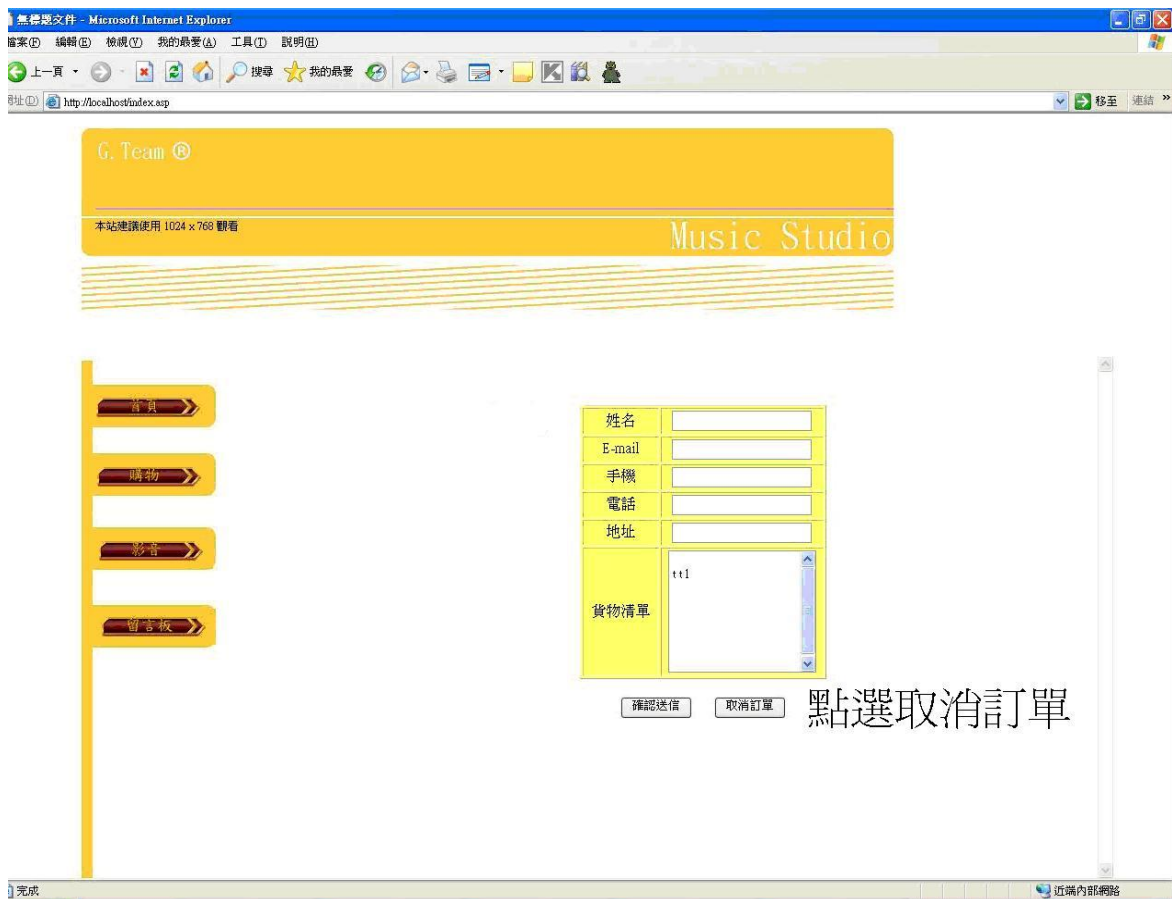 無標題文件 - Microsoft Internet Explorer
檔案(F) 編輯(E) 檢視(V) 我的最愛(A) 工具(T) 說明(H)
上一頁 搜尋 我的最愛
網址(D) http://localhost/index.asp 移至 連結 »
G. Team ®
本站建議使用 1024 x 768 觀看
Music Studio
首頁
購物
影音
留言板
姓名
E-mail
手機
電話
地址
貨物清單
tt1
確認送信 取消訂單 點選取消訂單
完成 近端內部網路